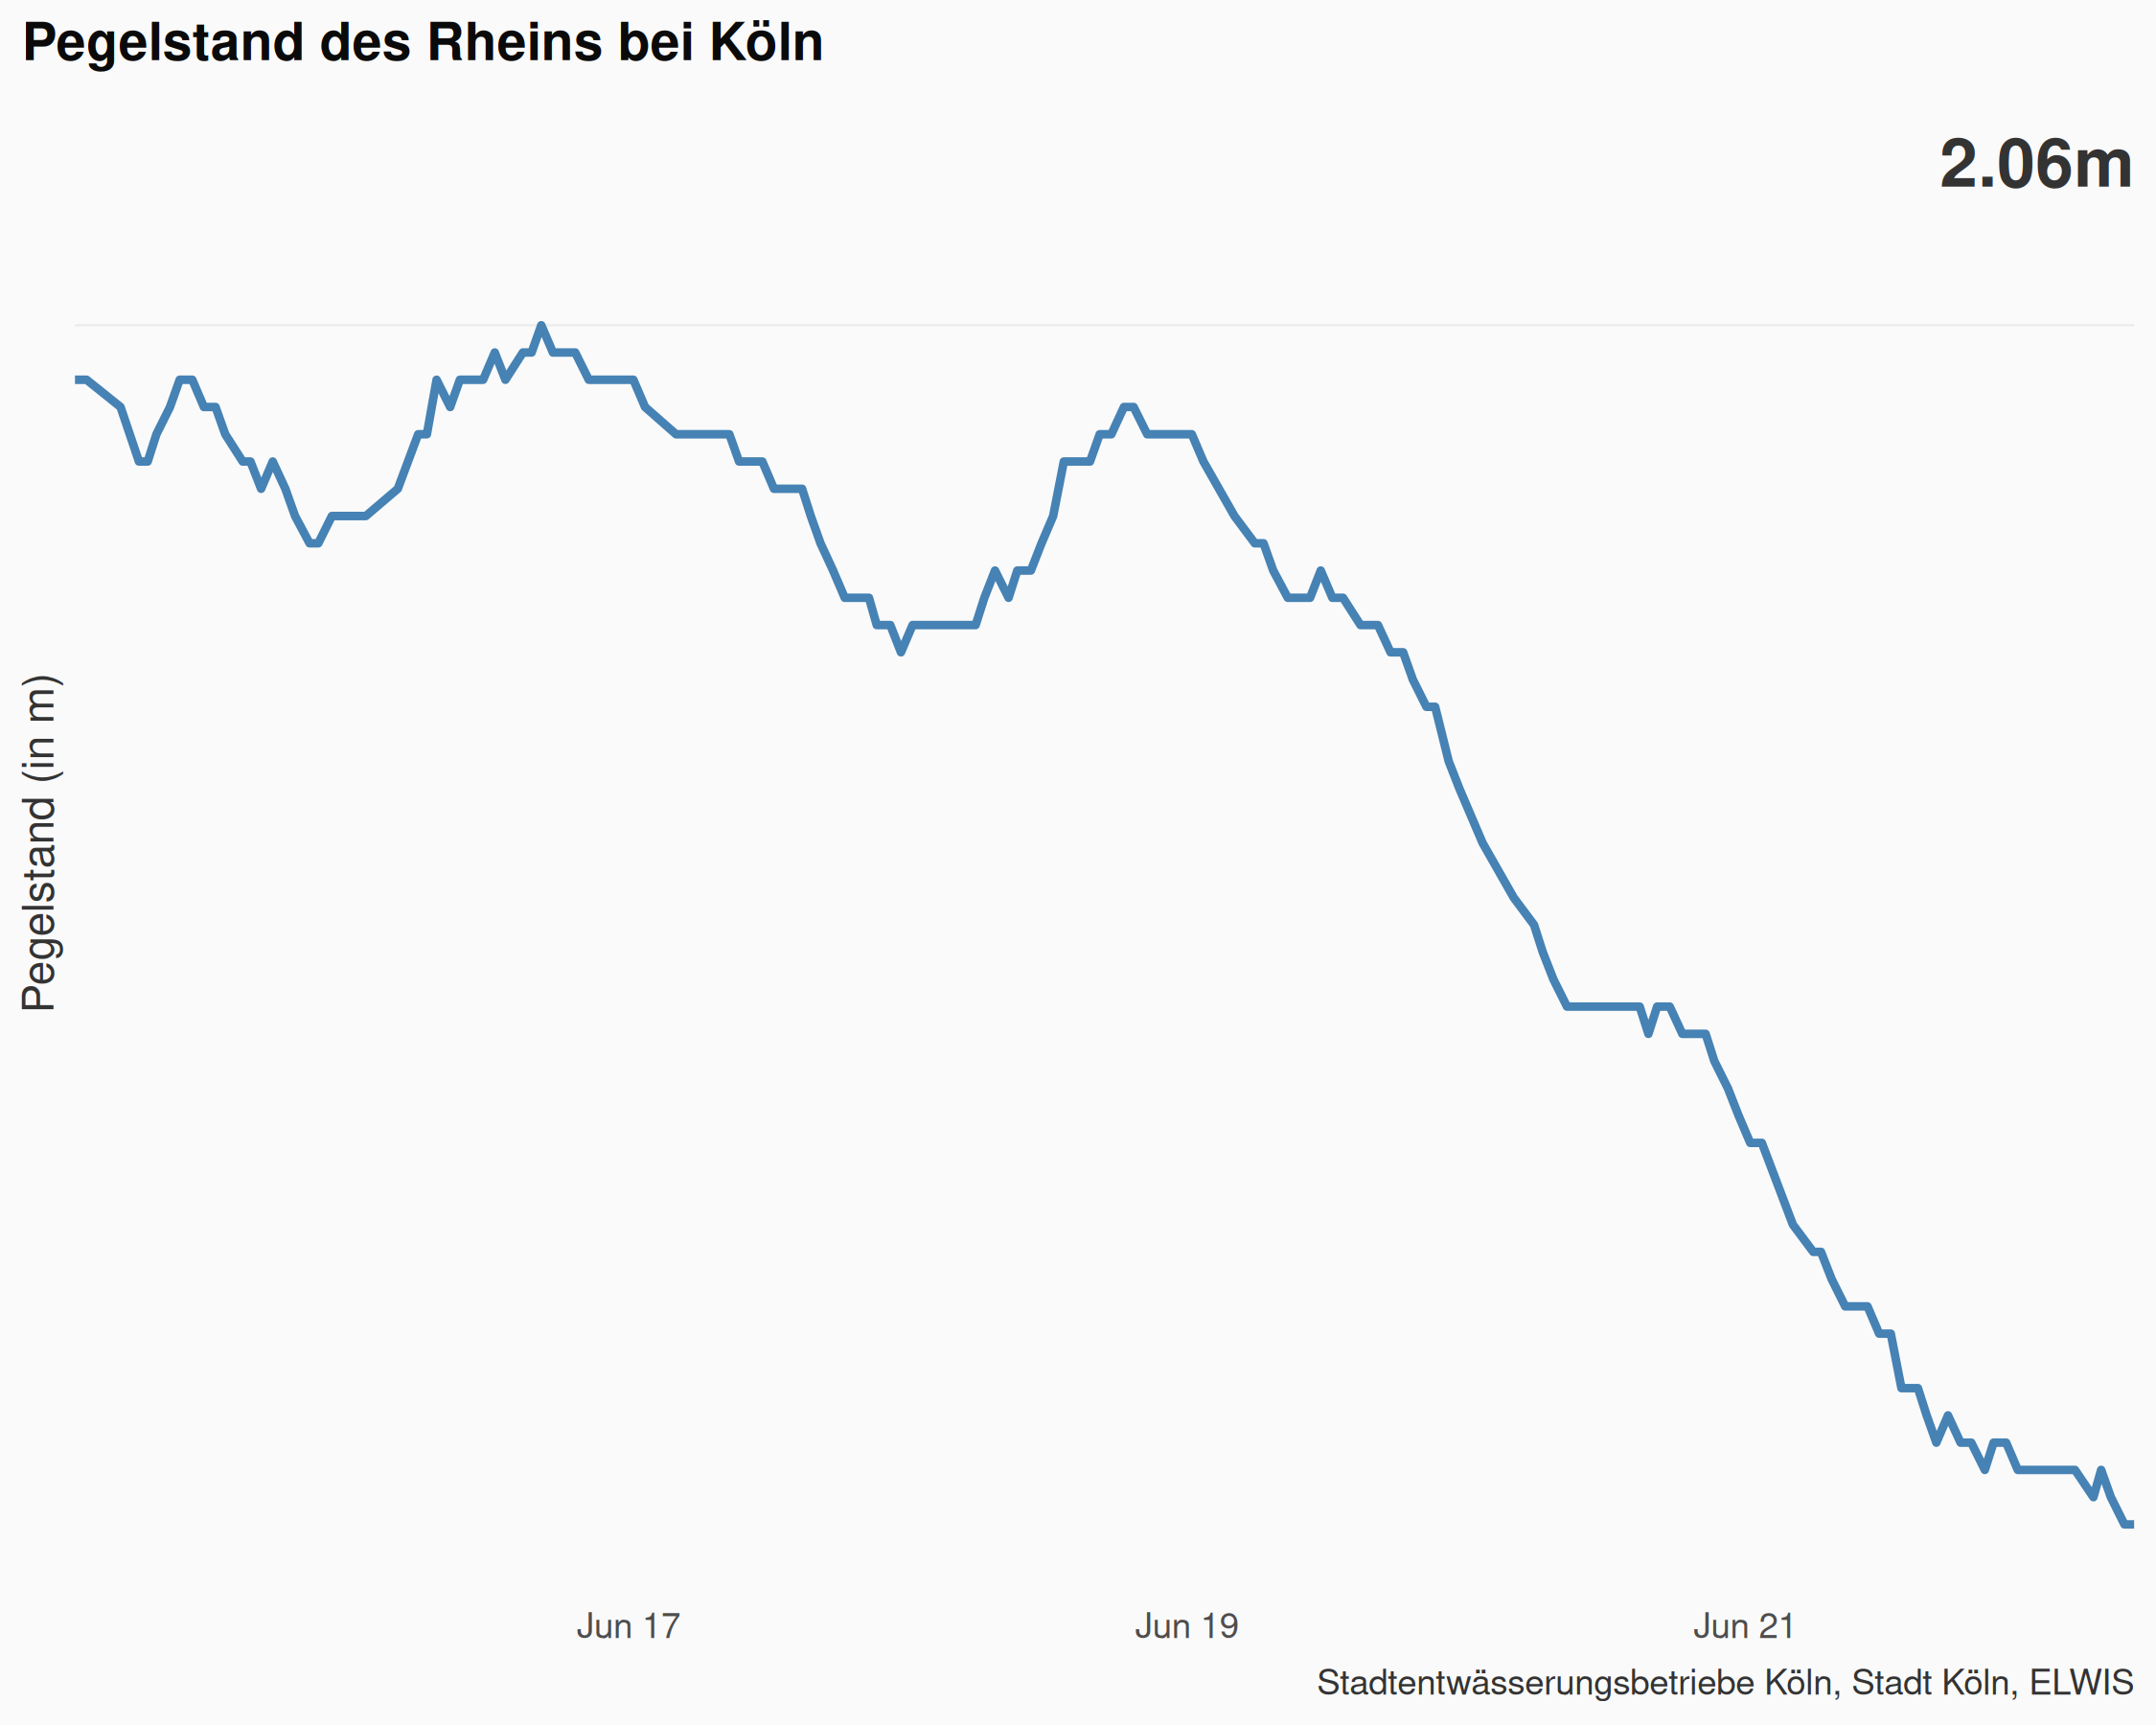 Pegelstand des Rheins bei Köln
2.06m
Pegelstand (in m)
Jun 17
Jun 19
Jun 21
Stadtentwässerungsbetriebe Köln, Stadt Köln, ELWIS